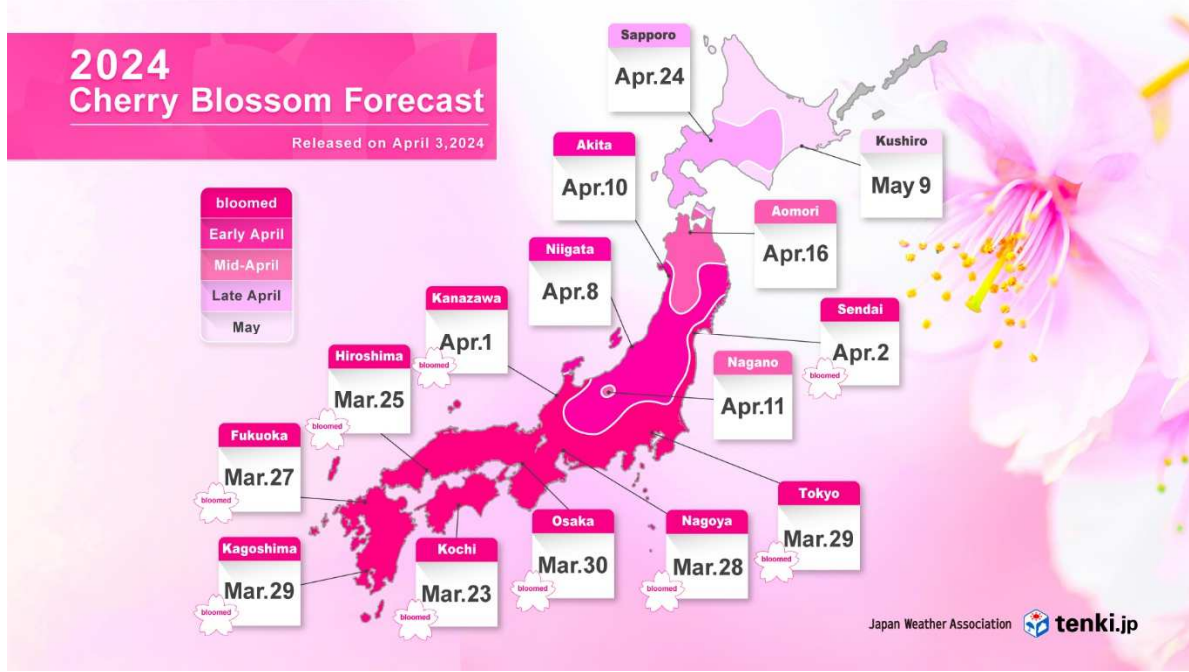 2024
Cherry Blossom Forecast
Released on April 3,2024
bloomed
Early April
Mid-April
Late April
May
Sapporo
Apr.24
Kushiro
May 9
Akita
Apr.10
Aomori
Apr.16
Niigata
Apr.8
Kanazawa
Apr.1
bloomed
Sendai
Apr.2
bloomed
Hiroshima
Mar.25
bloomed
Nagano
Apr.11
Fukuoka
Mar.27
bloomed
Tokyo
Mar.29
bloomed
Kagoshima
Mar.29
bloomed
Kochi
Mar.23
bloomed
Osaka
Mar.30
bloomed
Nagoya
Mar.28
bloomed
Japan Weather Association tenki.jp